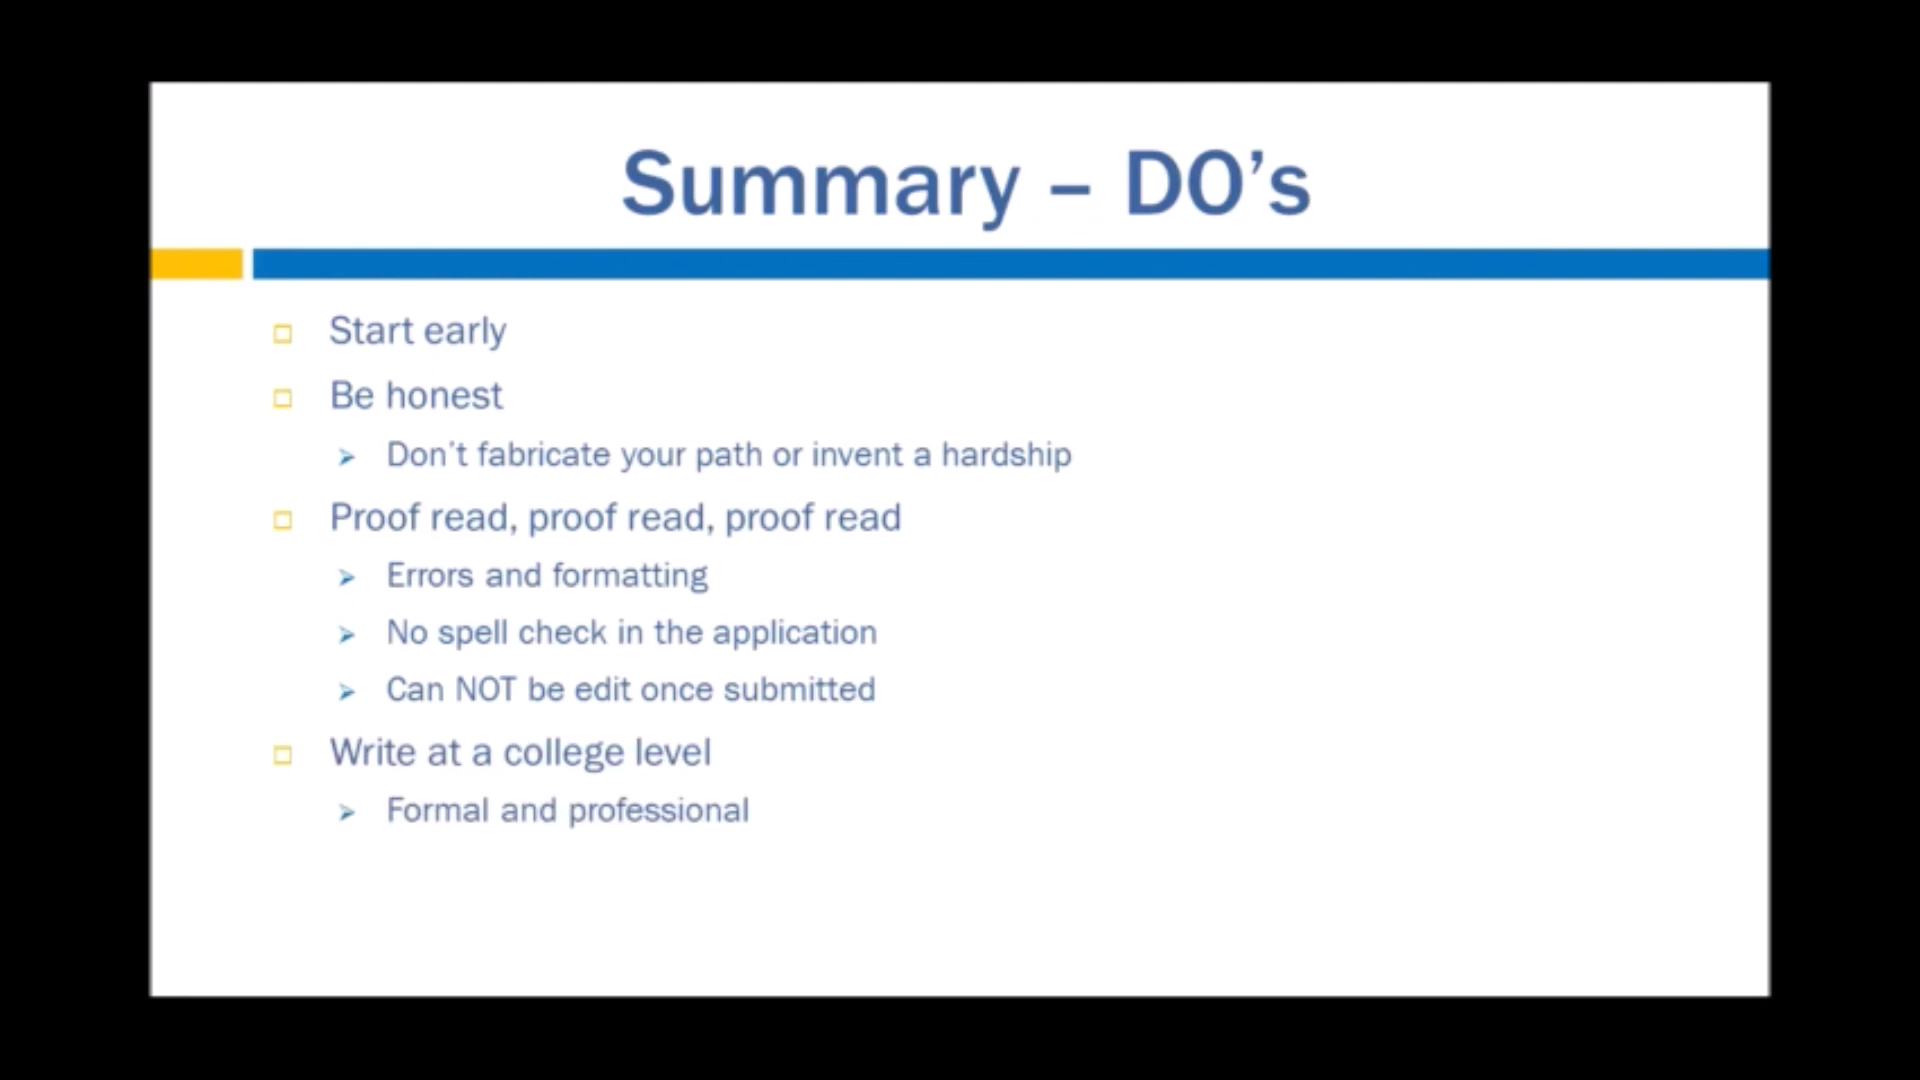 Summary – DO’s
Start early
Be honest
Don’t fabricate your path or invent a hardship
Proof read, proof read, proof read
Errors and formatting
No spell check in the application
Can NOT be edit once submitted
Write at a college level
Formal and professional